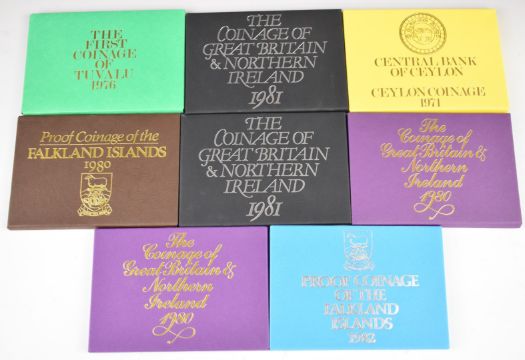 THE
FIRST
COINAGE
OF
TUVALU
1976
THE
COINAGE OF
GREAT BRITAIN
& NORTHERN
IRELAND
1981
CENTRAL BANK
OF CEYLON
CEYLON COINAGE
1971
Proof Coinage of the
FALKLAND ISLANDS
1980
THE
COINAGE OF
GREAT BRITAIN
& NORTHERN
IRELAND
1981
The
Coinage of
Great Britain &
Northern
Ireland
1980
The
Coinage of
Great Britain &
Northern
Ireland
1980
PROOF COINAGE
OF THE
FALKLAND
ISLANDS
1982